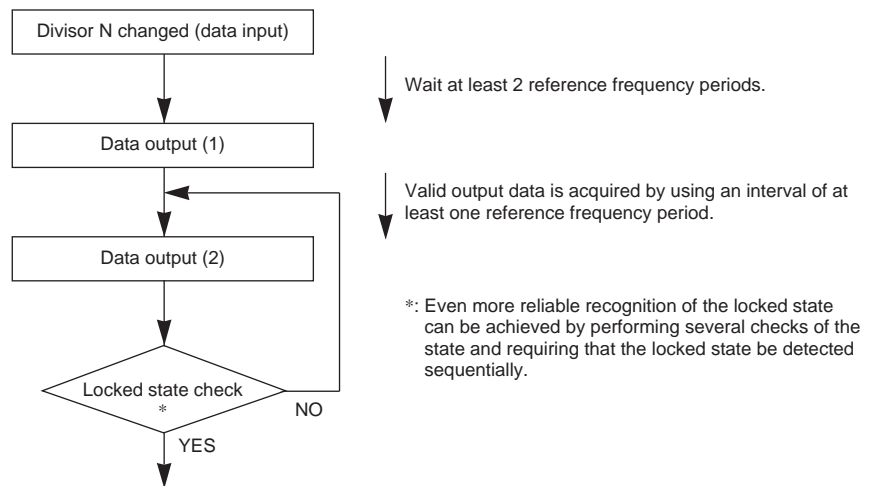 Divisor N changed (data input)
Wait at least 2 reference frequency periods.
Data output (1)
Valid output data is acquired by using an interval of at
least one reference frequency period.
Data output (2)
*: Even more reliable recognition of the locked state
can be achieved by performing several checks of the
state and requiring that the locked state be detected
sequentially.
Locked state check
*
NO
YES